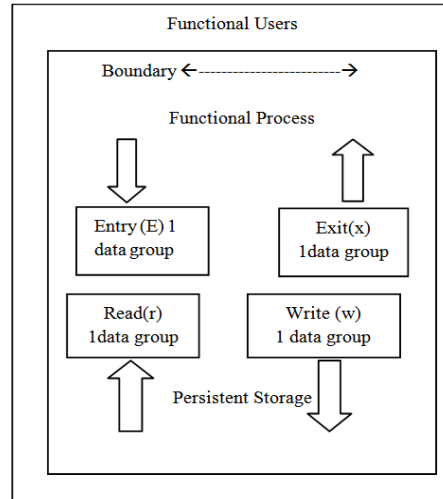 Functional Users
Boundary <------------------------->
Functional Process
Entry (E) 1
data group
Exit(x)
1data group
Read(r)
1data group
Write (w)
1 data group
Persistent Storage